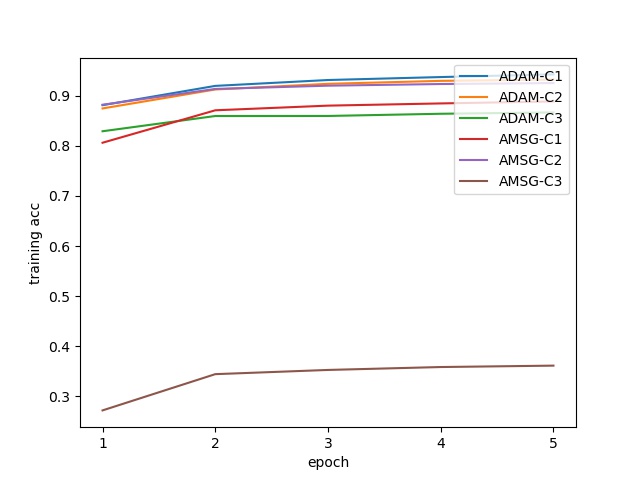 ADAM-C1
ADAM-C2
ADAM-C3
AMSG-C1
AMSG-C2
AMSG-C3
training acc
0.9
0.8
0.7
0.6
0.5
0.4
0.3
1
2
3
4
5
epoch